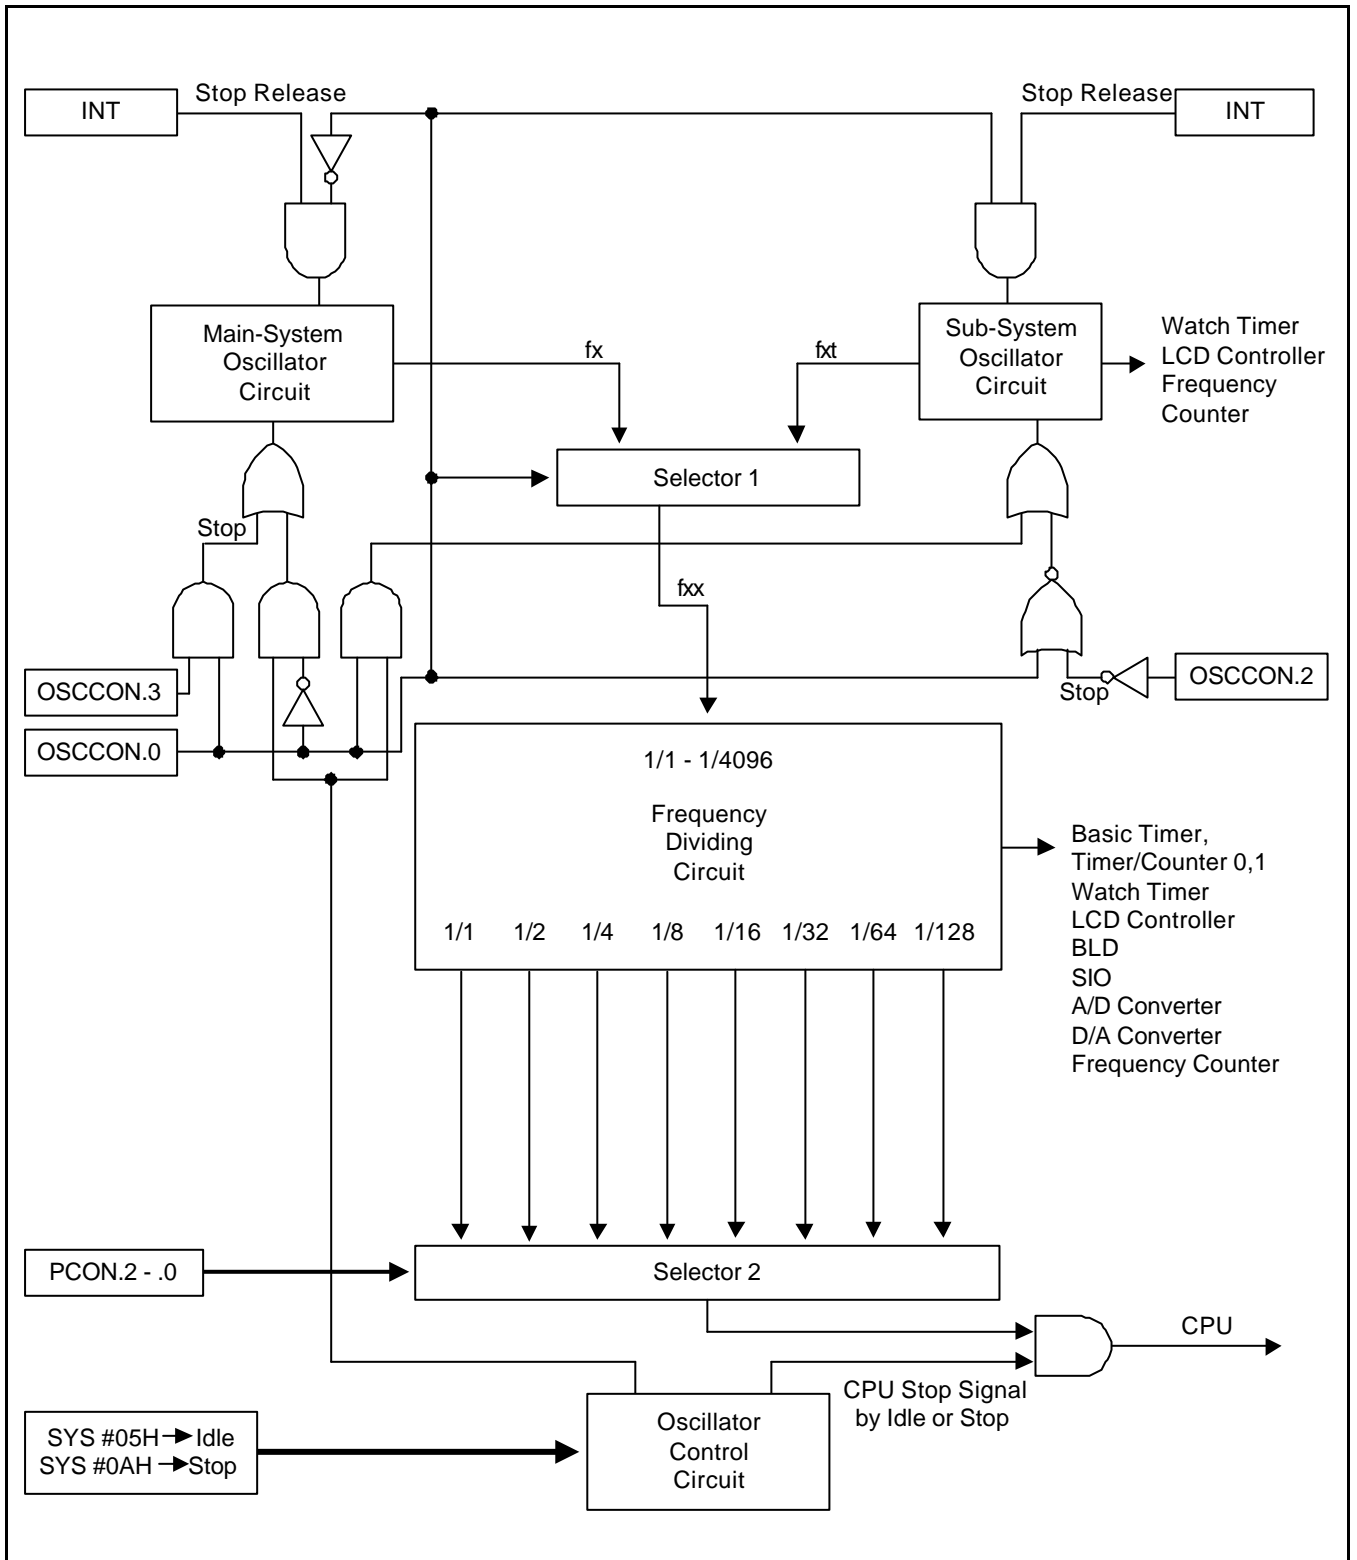 INT
Stop Release
Stop Release
INT
Main-System
Oscillator
Circuit
fx
fxt
Sub-System
Oscillator
Circuit
Watch Timer
LCD Controller
Frequency
Counter
Selector 1
Stop
fxx
OSCCON.3
OSCCON.0
Stop
OSCCON.2
1/1 - 1/4096
Frequency
Dividing
Circuit
1/1 1/2 1/4 1/8 1/16 1/32 1/64 1/128
Basic Timer,
Timer/Counter 0,1
Watch Timer
LCD Controller
BLD
SIO
A/D Converter
D/A Converter
Frequency Counter
PCON.2 - .0
Selector 2
CPU
CPU Stop Signal
by Idle or Stop
SYS #05H → Idle
SYS #0AH → Stop
Oscillator
Control
Circuit